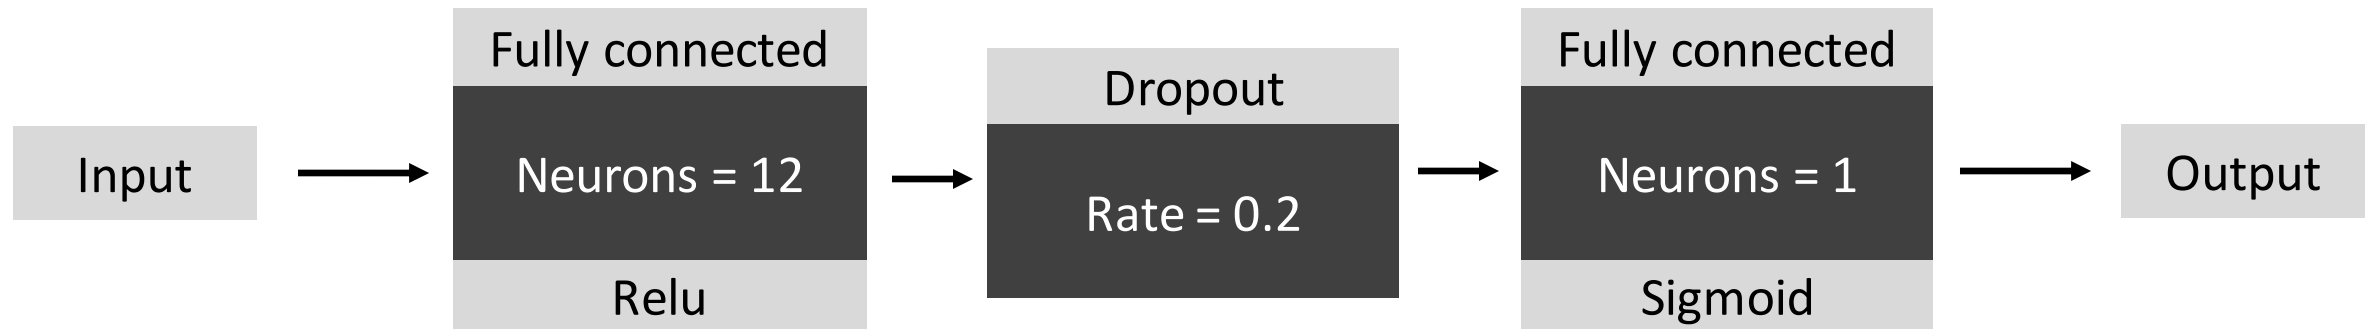 Input
Fully connected
Neurons = 12
Relu
Dropout
Rate = 0.2
Fully connected
Neurons = 1
Sigmoid
Output